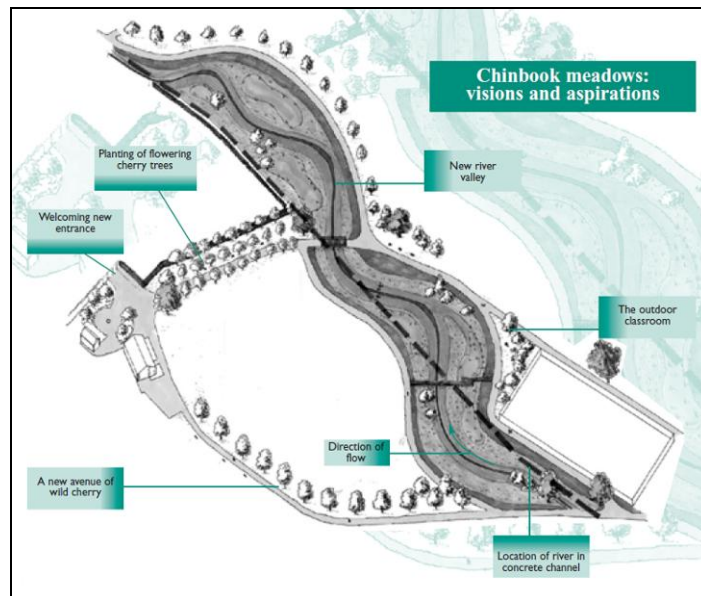 Chinbook meadows:
visions and aspirations
Planting of flowering
cherry trees
New river
valley
Welcoming new
entrance
The outdoor
classroom
Direction of
flow
A new avenue of
wild cherry
Location of river in
concrete channel